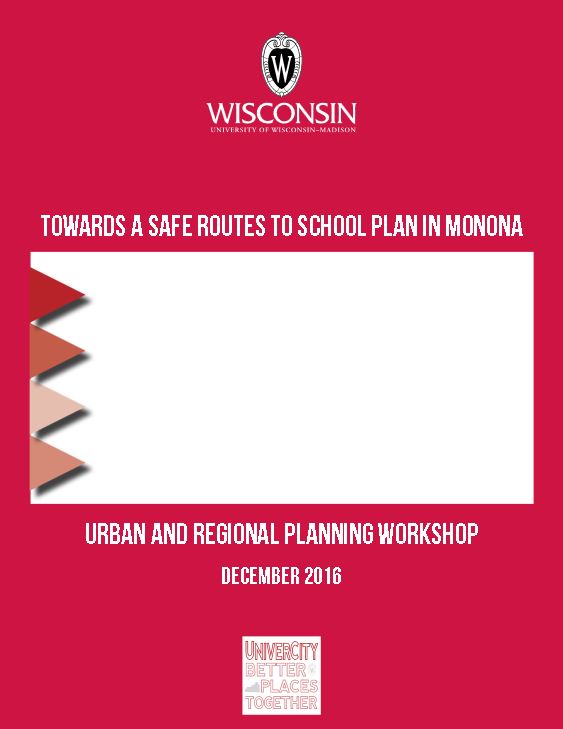 W
WISCONSIN
UNIVERSITY OF WISCONSIN–MADISON
TOWARDS A SAFE ROUTES TO SCHOOL PLAN IN MONONA
URBAN AND REGIONAL PLANNING WORKSHOP
DECEMBER 2016
UNIVERCITY
BETTER
PLACES
TOGETHER